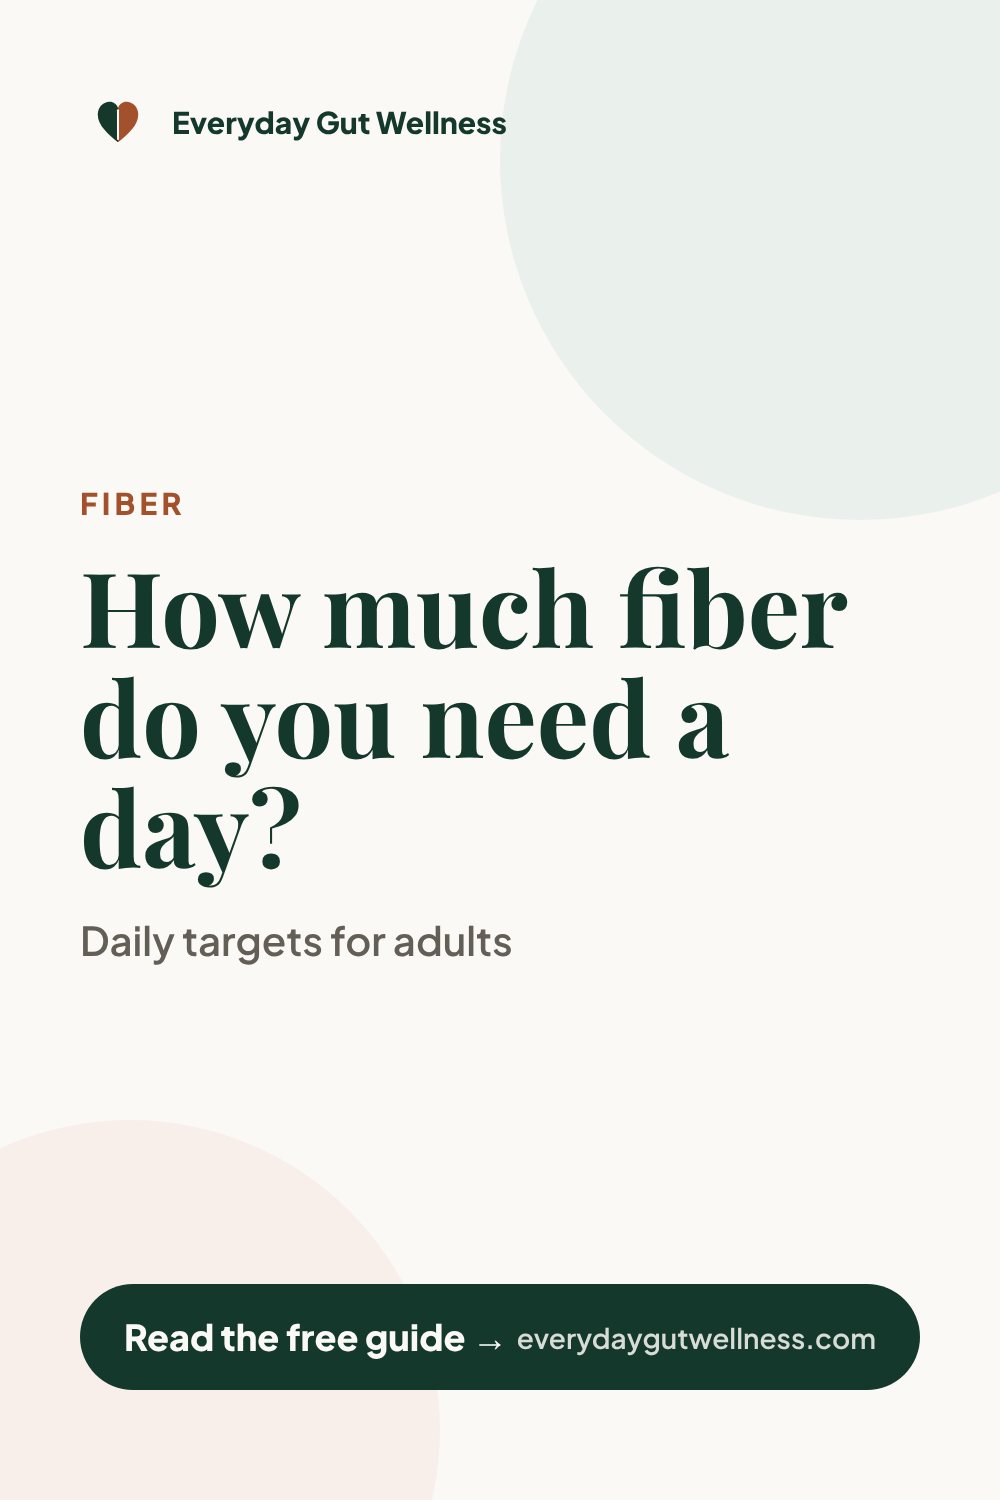 Everyday Gut Wellness
FIBER
How much fiber
do you need a
day?
Daily targets for adults
Read the free guide → everydaygutwellness.com